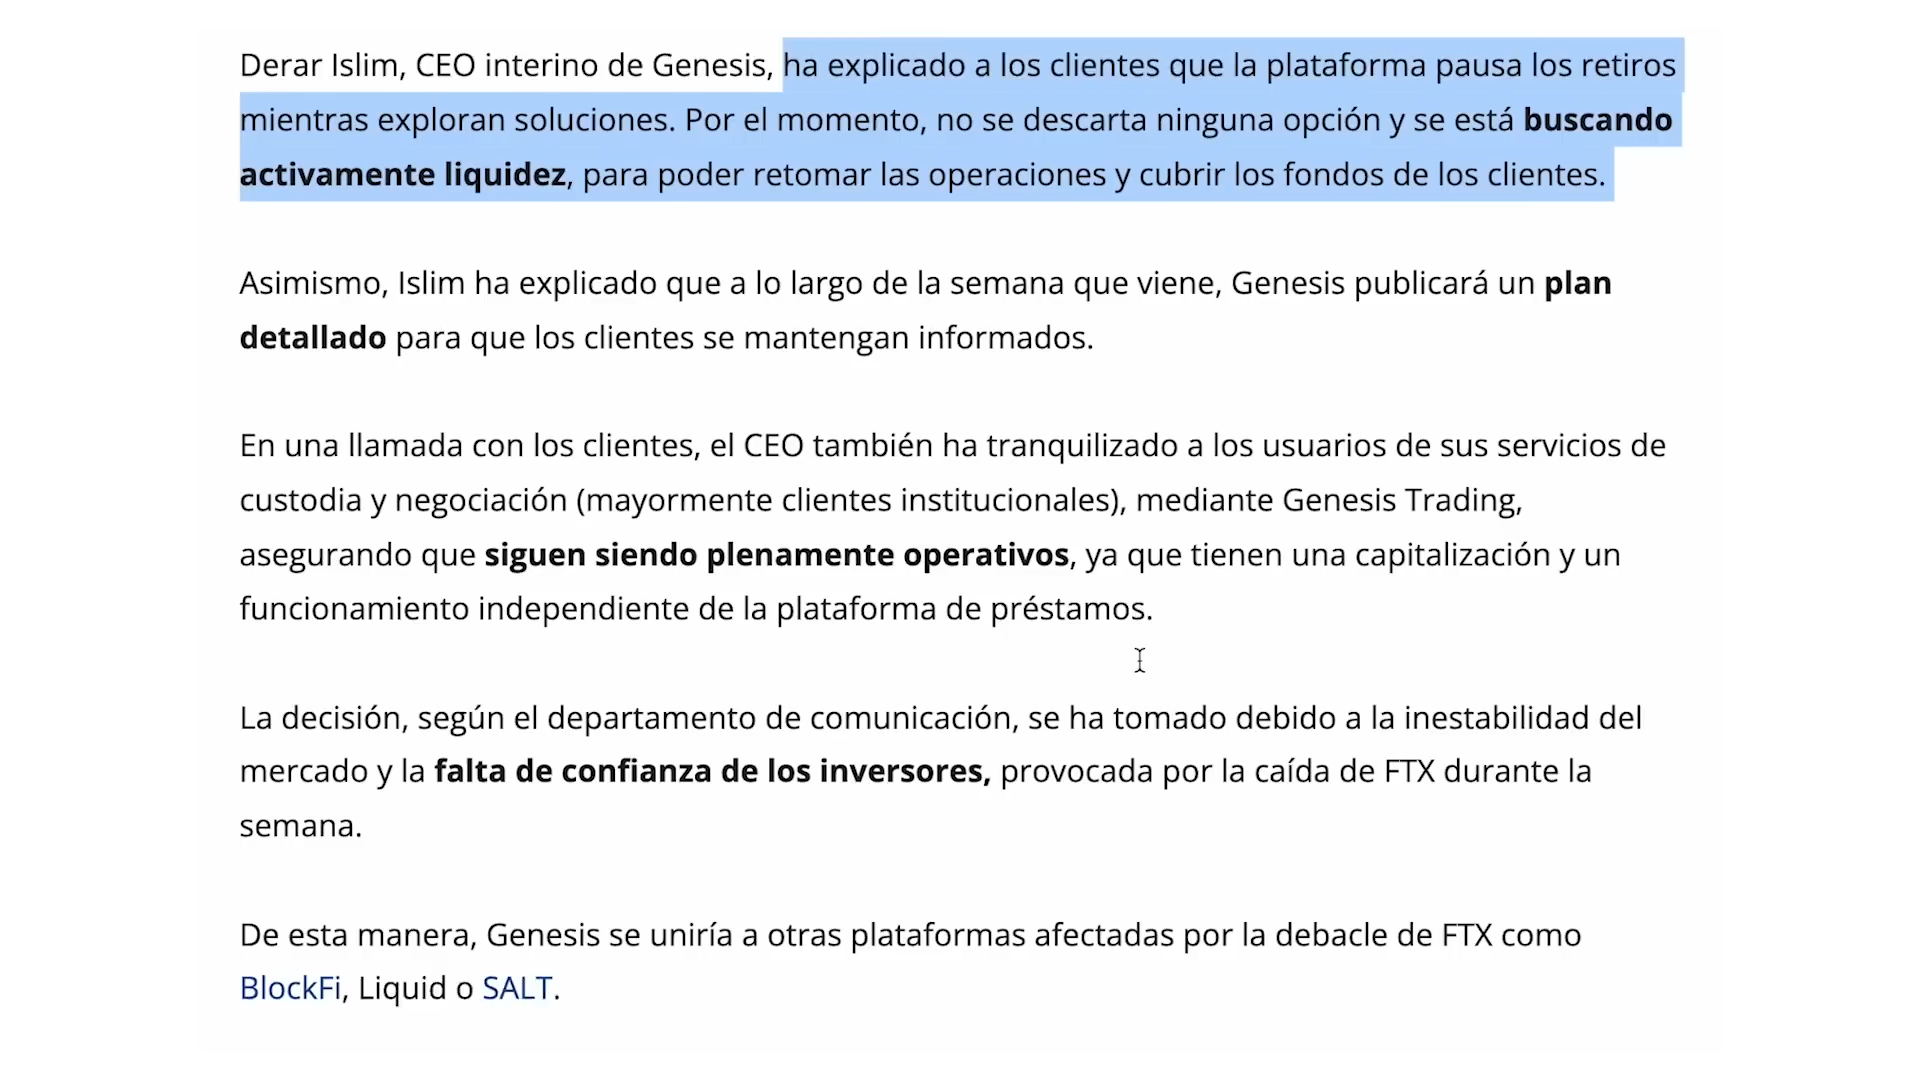 Derar Islim, CEO interino de Genesis, ha explicado a los clientes que la plataforma pausa los retiros
mientras exploran soluciones. Por el momento, no se descarta ninguna opción y se está buscando
activamente liquidez, para poder retomar las operaciones y cubrir los fondos de los clientes.
Asimismo, Islim ha explicado que a lo largo de la semana que viene, Genesis publicará un plan
detallado para que los clientes se mantengan informados.
En una llamada con los clientes, el CEO también ha tranquilizado a los usuarios de sus servicios de
custodia y negociación (mayormente clientes institucionales), mediante Genesis Trading,
asegurando que siguen siendo plenamente operativos, ya que tienen una capitalización y un
funcionamiento independiente de la plataforma de préstamos.
La decisión, según el departamento de comunicación, se ha tomado debido a la inestabilidad del
mercado y la falta de confianza de los inversores, provocada por la caída de FTX durante la
semana.
De esta manera, Genesis se uniría a otras plataformas afectadas por la debacle de FTX como
BlockFi, Liquid o SALT.